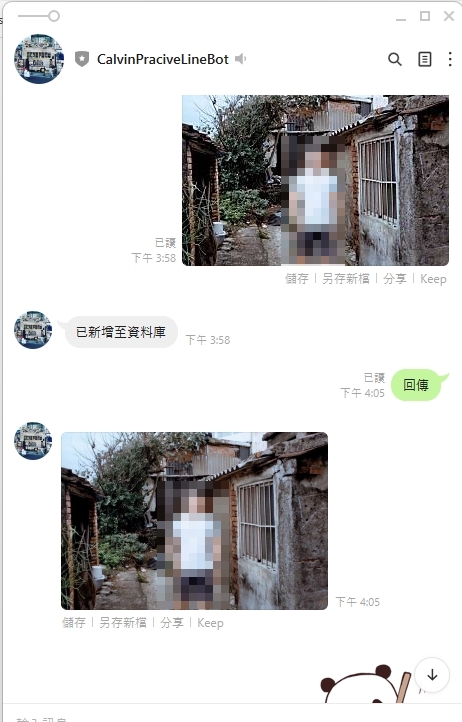 CalvinPraciveLineBot
已讀
下午 3:58
儲存 | 另存新檔 | 分享 | Keep
已新增至資料庫
下午 3:58
已讀
下午 4:05
回傳
下午 4:05
儲存 | 另存新檔 | 分享 | Keep